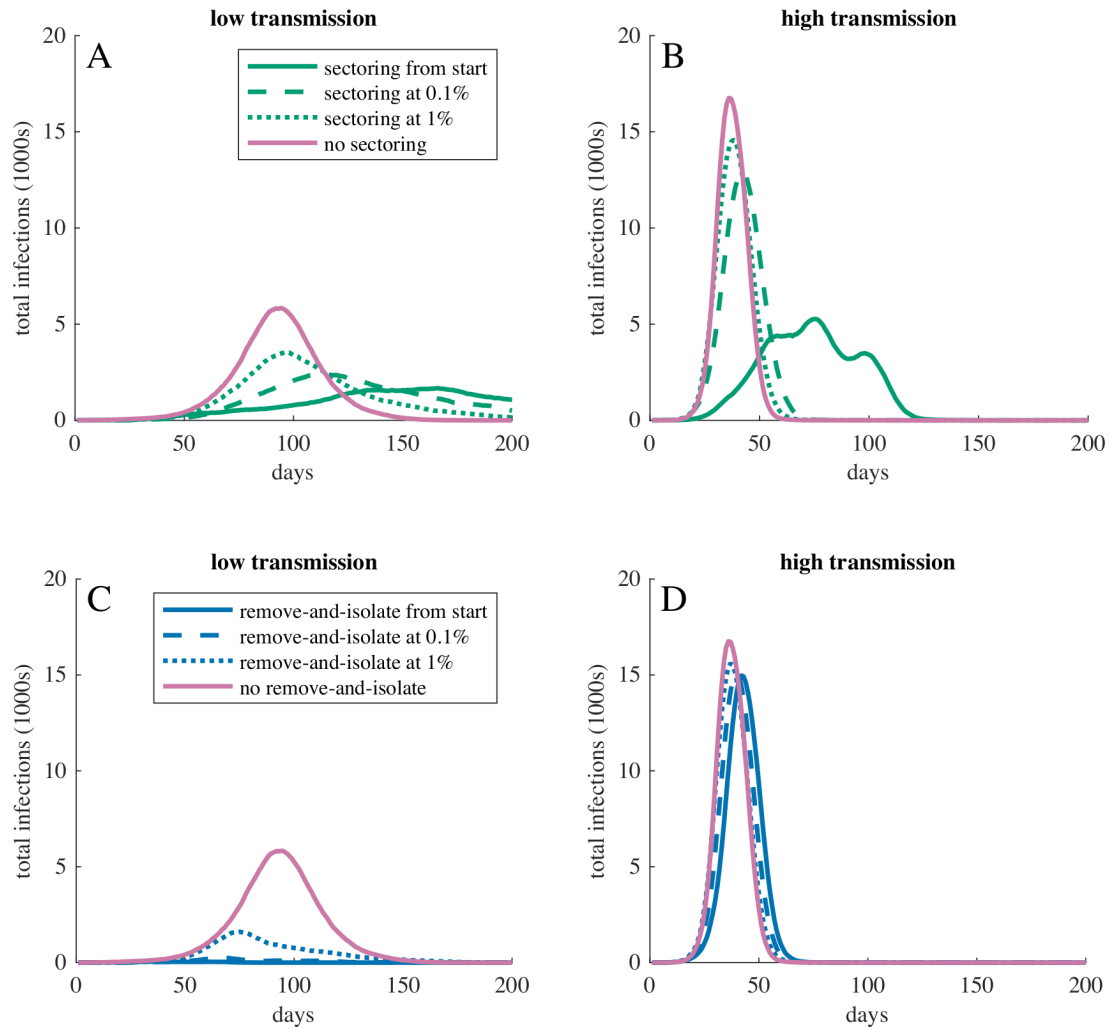 low transmission
A
sectoring from start
sectoring at 0.1%
sectoring at 1%
no sectoring
total infections (1000s)
20
15
10
5
0
0 50 100 150 200
days
high transmission
B
total infections (1000s)
20
15
10
5
0
0 50 100 150 200
days
low transmission
C
remove-and-isolate from start
remove-and-isolate at 0.1%
remove-and-isolate at 1%
no remove-and-isolate
total infections (1000s)
20
15
10
5
0
0 50 100 150 200
days
high transmission
D
total infections (1000s)
20
15
10
5
0
0 50 100 150 200
days